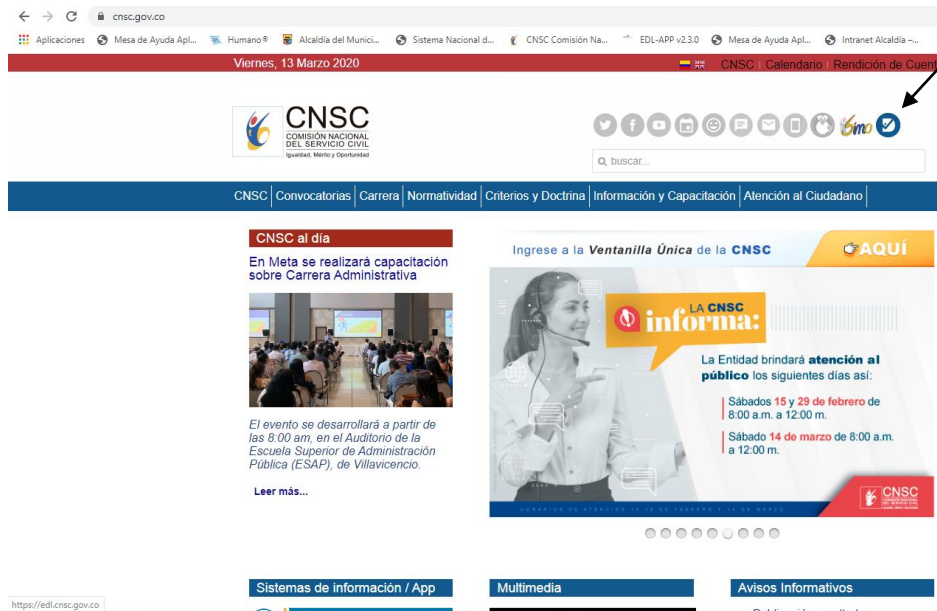 cnsc.gov.co
Aplicaciones Mesa de Ayuda Apl... Humano® Alcaldía del Munici... Sistema Nacional d... CNSC Comisión Na... EDL-APP v2.3.0 Mesa de Ayuda Apl... Intranet Alcaldía –...
Viernes, 13 Marzo 2020
CNSC | Calendario | Rendición de Cuent
CNSC
COMISIÓN NACIONAL
DEL SERVICIO CIVIL
Igualdad, Mérito y Oportunidad
Simo
buscar...
CNSC | Convocatorias | Carrera | Normatividad | Criterios y Doctrina | Información y Capacitación | Atención al Ciudadano |
CNSC al día
En Meta se realizará capacitación
sobre Carrera Administrativa
El evento se desarrollará a partir de
las 8:00 am, en el Auditorio de la
Escuela Superior de Administración
Pública (ESAP), de Villavicencio.
Leer más...
Ingrese a la Ventanilla Única de la CNSC
AQUÍ
LA CNSC
informa:
La Entidad brindará atención al
público los siguientes días así:
Sábados 15 y 29 de febrero de
8:00 a.m. a 12:00 m.
Sábado 14 de marzo de 8:00 a.m.
a 12:00 m.
CNSC
Sistemas de información / App
Multimedia
Avisos Informativos
https://edl.cnsc.gov.co